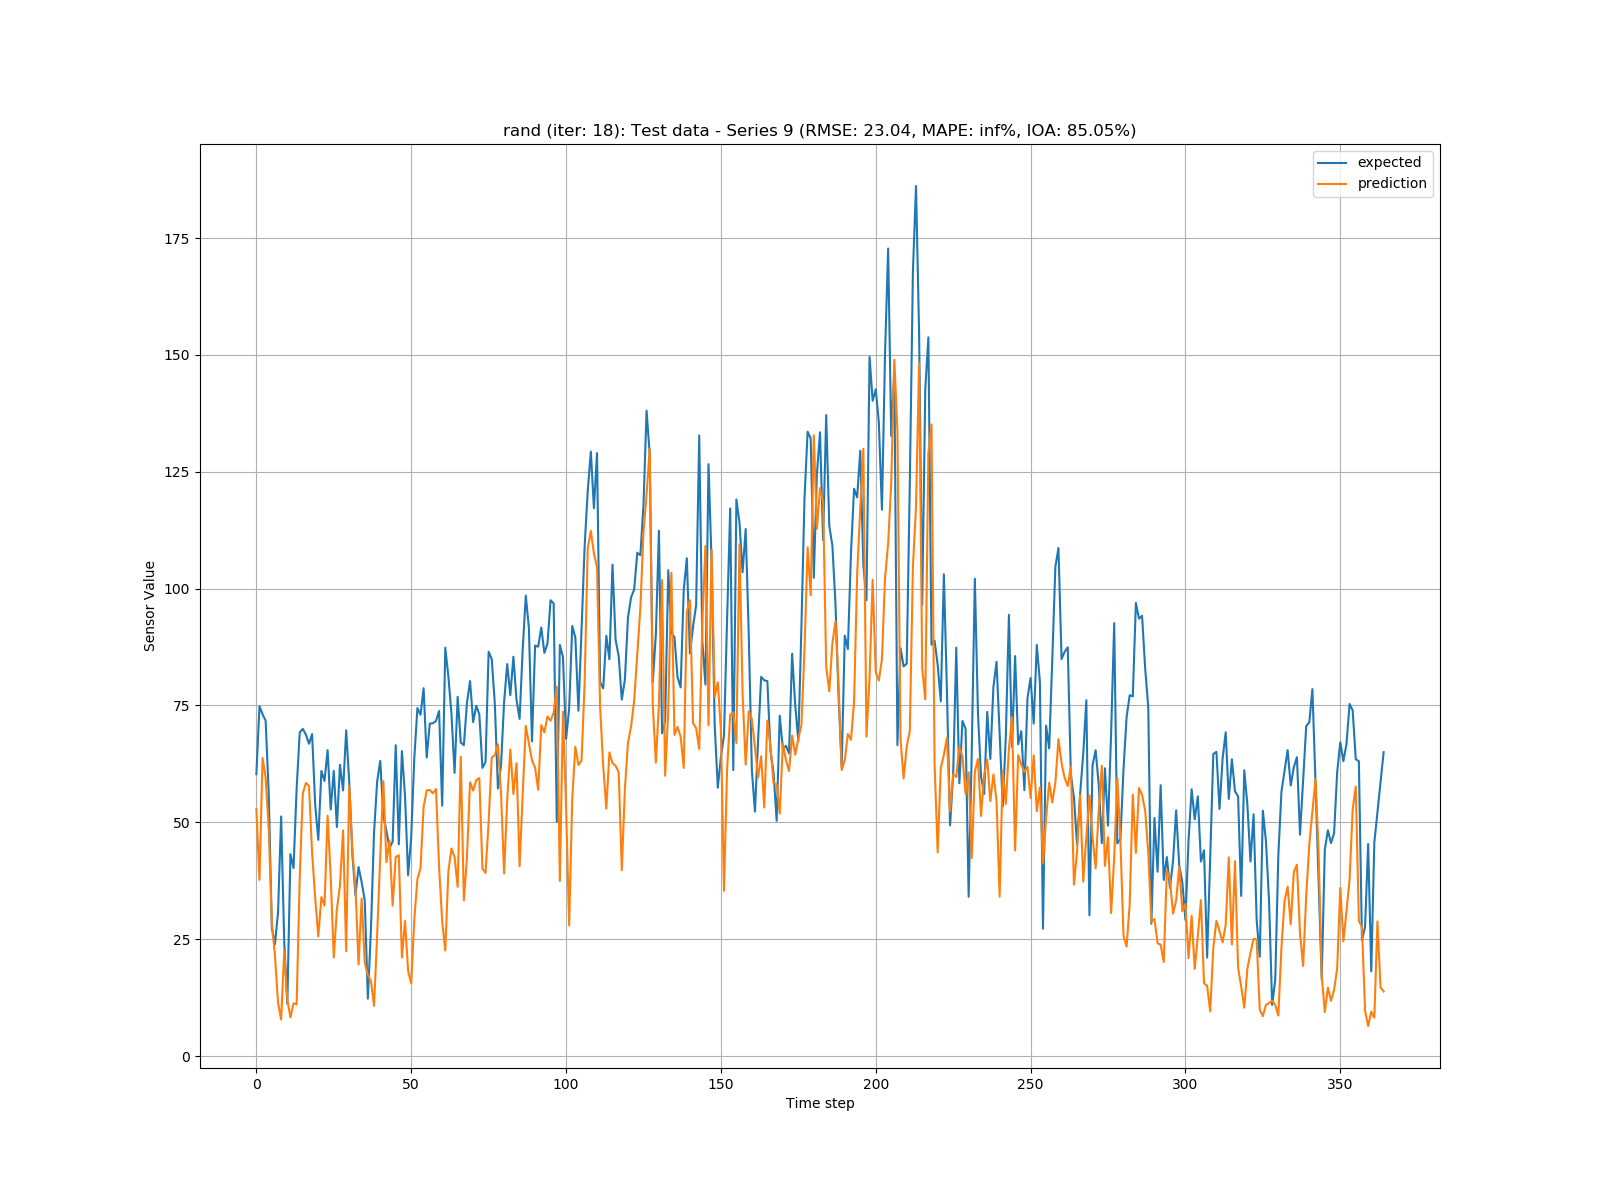 rand (iter: 18): Test data - Series 9 (RMSE: 23.04, MAPE: inf%, IOA: 85.05%)
expected
prediction
175
150
125
100
75
50
25
0
Sensor Value
0 50 100 150 200 250 300 350
Time step